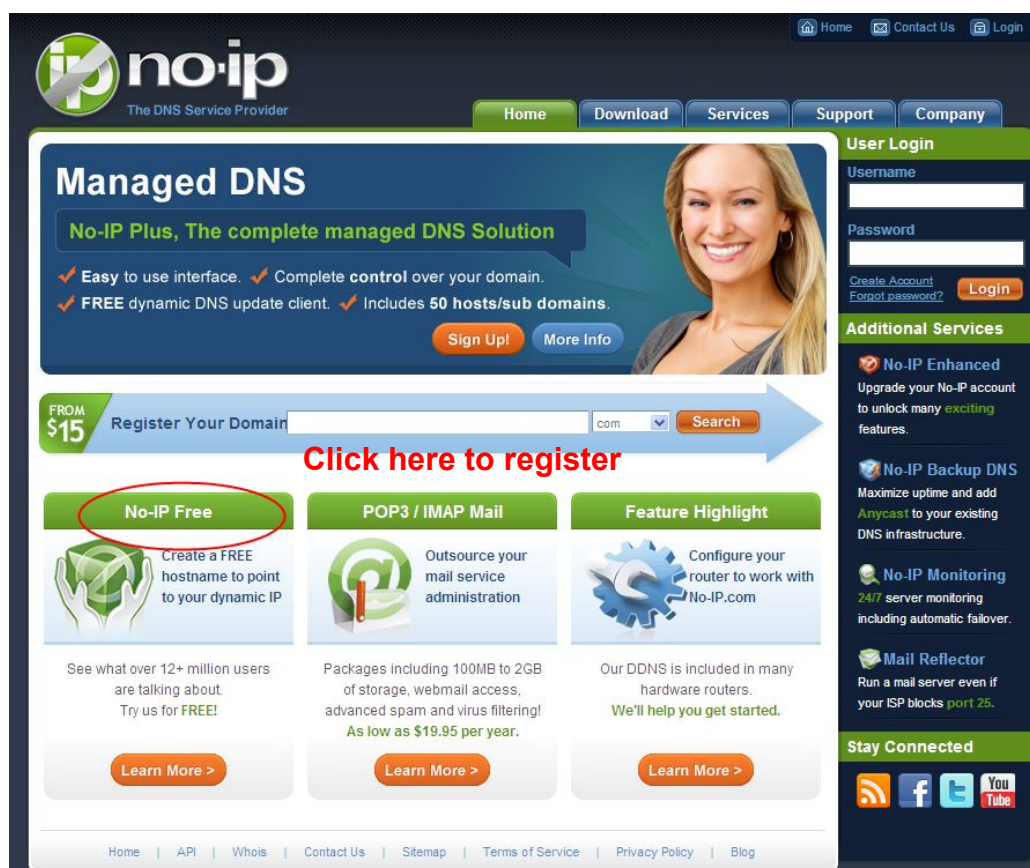 Home Contact Us Login
ip no·ip
The DNS Service Provider
Home Download Services Support Company
Managed DNS
No-IP Plus, The complete managed DNS Solution
Easy to use interface. Complete control over your domain.
FREE dynamic DNS update client. Includes 50 hosts/sub domains.
Sign Up! More Info
FROM
$15
Register Your Domain
com
Search
Click here to register
No-IP Free
Create a FREE
hostname to point
to your dynamic IP
See what over 12+ million users
are talking about.
Try us for FREE!
Learn More >
POP3 / IMAP Mail
@
Outsource your
mail service
administration
Packages including 100MB to 2GB
of storage, webmail access,
advanced spam and virus filtering!
As low as $19.95 per year.
Learn More >
Feature Highlight
Configure your
router to work with
No-IP.com
Our DDNS is included in many
hardware routers.
We'll help you get started.
Learn More >
User Login
Username
Password
Create Account
Forgot password?
Login
Additional Services
No-IP Enhanced
Upgrade your No-IP account
to unlock many exciting
features.
No-IP Backup DNS
Maximize uptime and add
Anycast to your existing
DNS infrastructure.
No-IP Monitoring
24/7 server monitoring
including automatic failover.
Mail Reflector
Run a mail server even if
your ISP blocks port 25.
Stay Connected
f t You
Tube
Home | API | Whois | Contact Us | Sitemap | Terms of Service | Privacy Policy | Blog